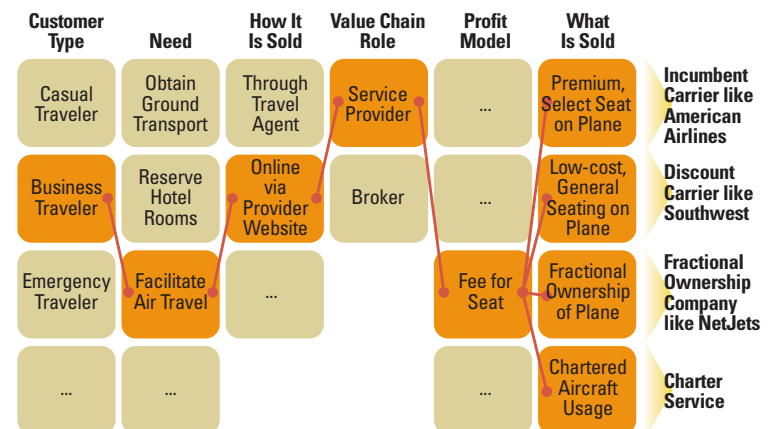 Customer Type
Need
How It Is Sold
Value Chain Role
Profit Model
What Is Sold
Casual Traveler
Obtain Ground Transport
Through Travel Agent
Service Provider
...
Premium, Select Seat on Plane
Incumbent Carrier like American Airlines
Business Traveler
Reserve Hotel Rooms
Online via Provider Website
Broker
...
Low-cost, General Seating on Plane
Discount Carrier like Southwest
Emergency Traveler
Facilitate Air Travel
...
Fee for Seat
Fractional Ownership of Plane
Fractional Ownership Company like NetJets
...
...
...
Chartered Aircraft Usage
Charter Service